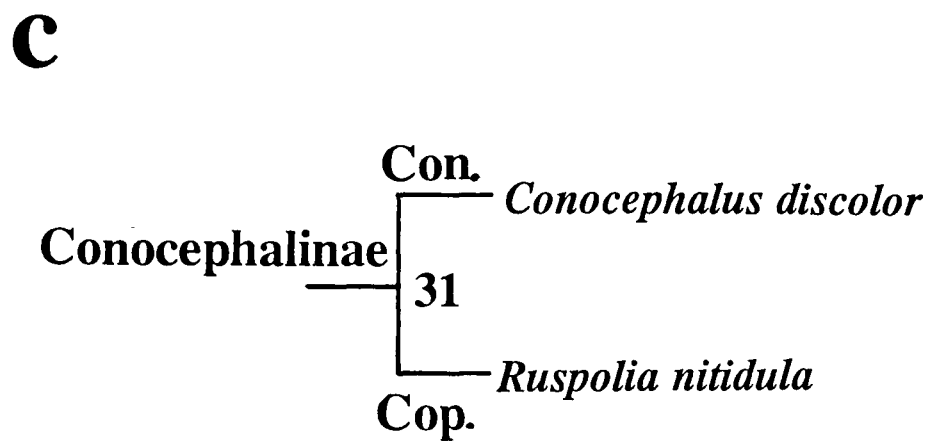 c
Con.
Conocephalus discolor
Conocephalinae
31
Ruspolia nitidula
Cop.